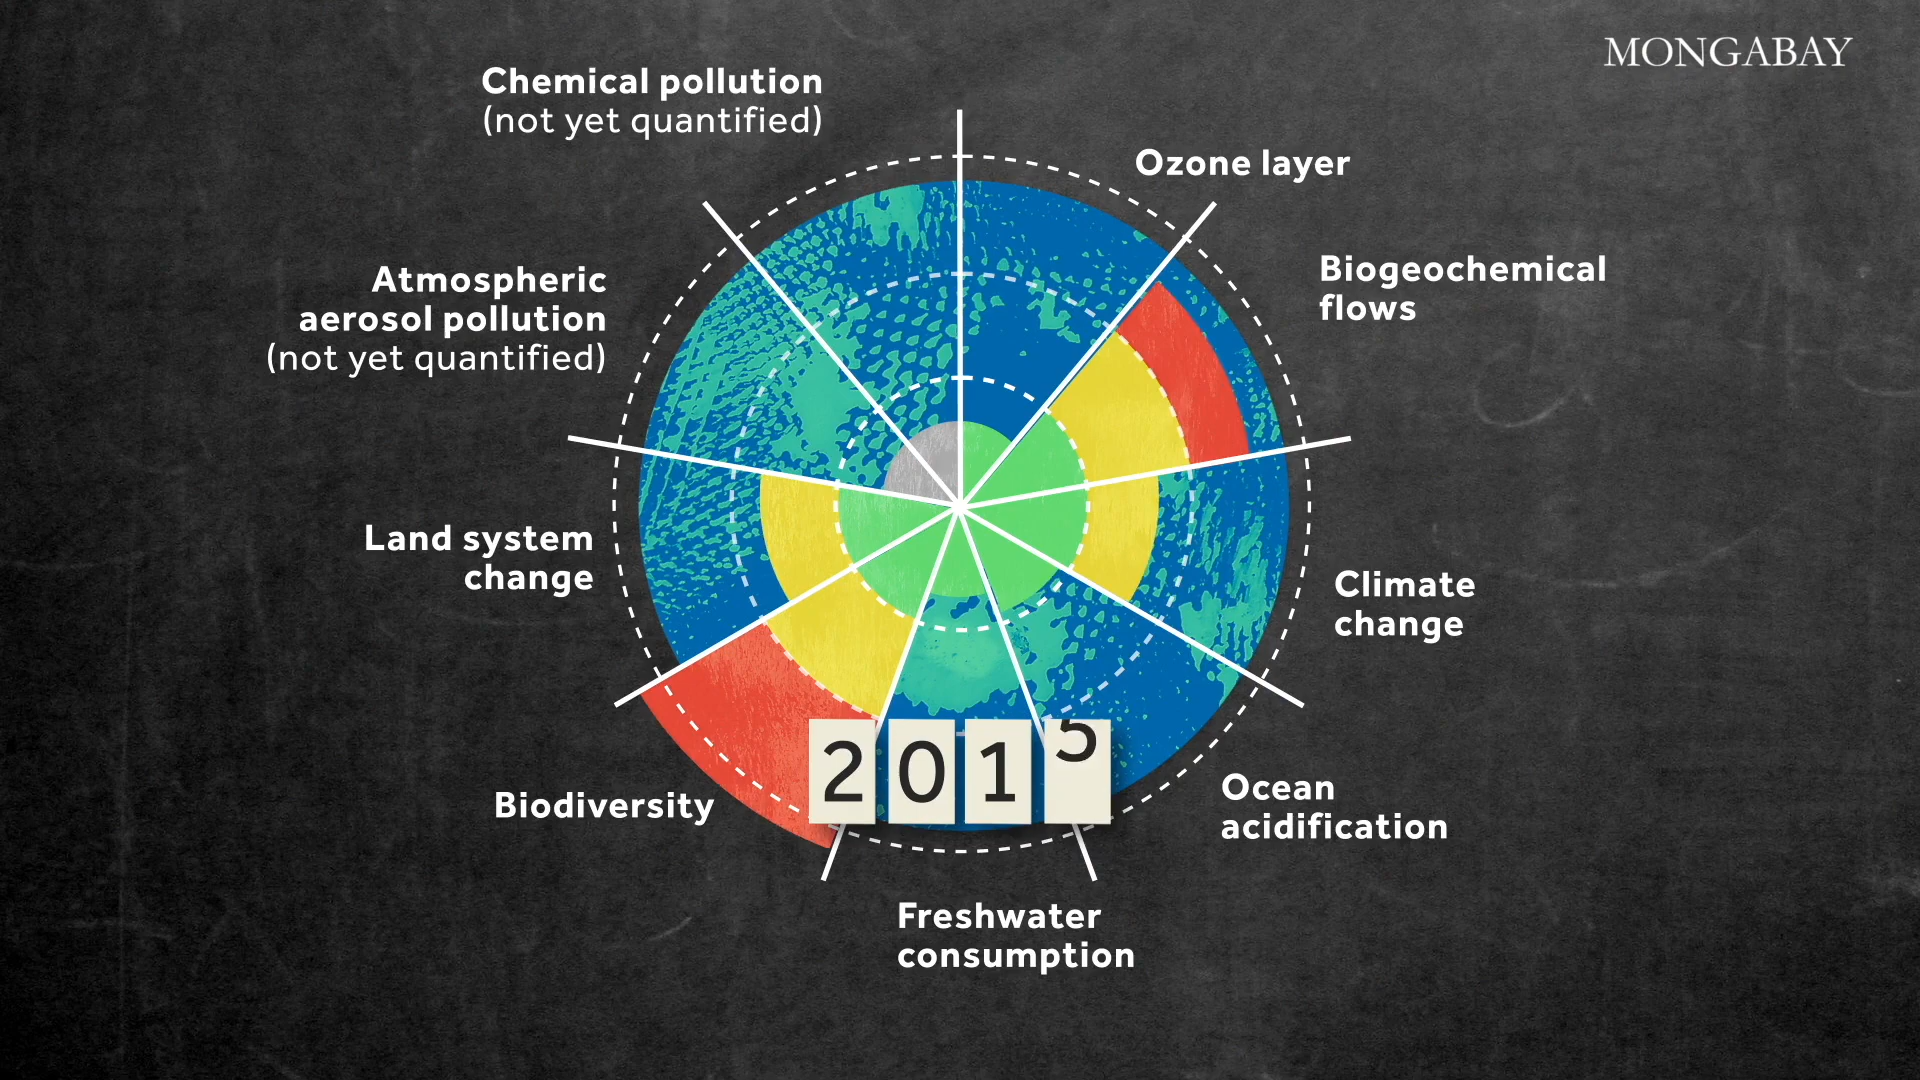 MONGABAY
Chemical pollution
(not yet quantified)
Ozone layer
Biogeochemical
flows
Atmospheric
aerosol pollution
(not yet quantified)
Land system
change
Climate
change
Biodiversity
2015
Ocean
acidification
Freshwater
consumption